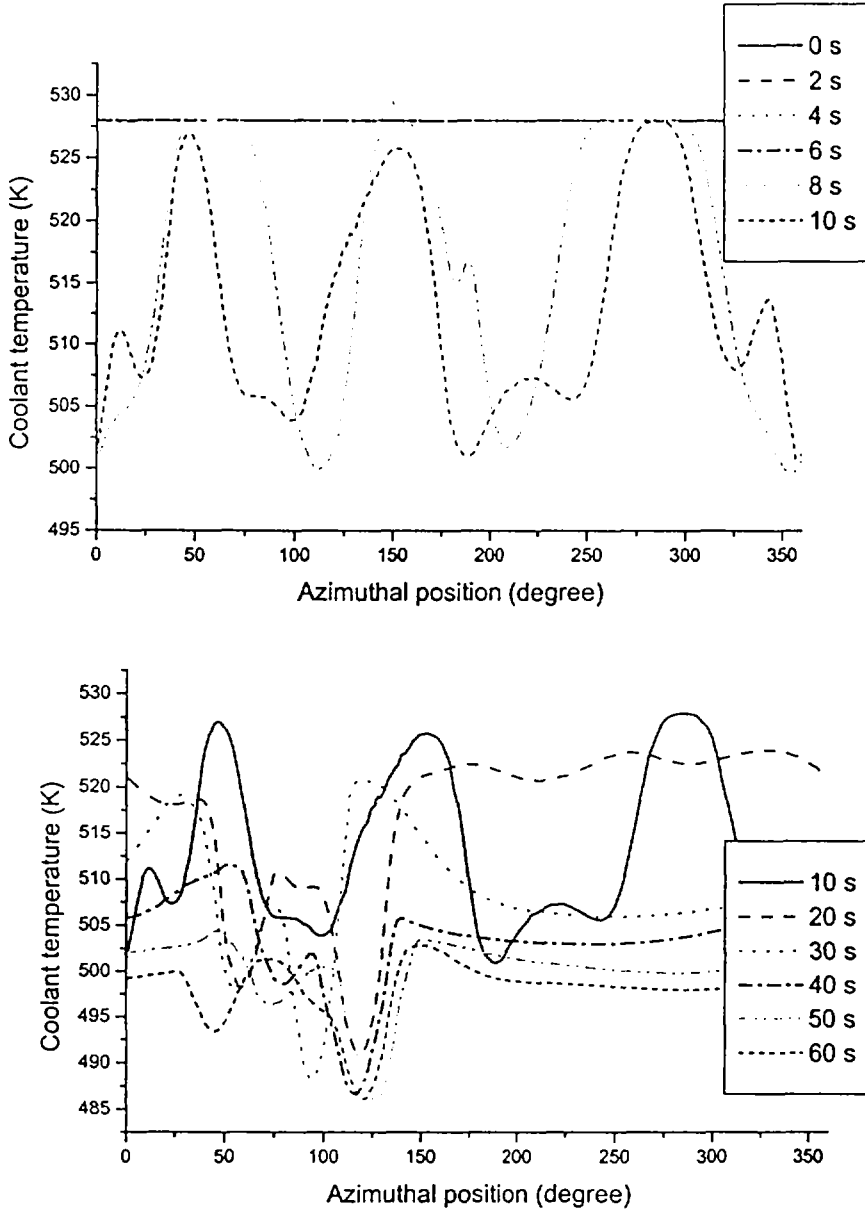 0 s
2 s
4 s
6 s
8 s
10 s
530
525
520
515
510
505
500
495
Coolant temperature (K)
0 50 100 150 200 250 300 350
Azimuthal position (degree)
530
525
520
515
510
505
500
495
490
485
Coolant temperature (K)
10 s
20 s
30 s
40 s
50 s
60 s
0 50 100 150 200 250 300 350
Azimuthal position (degree)